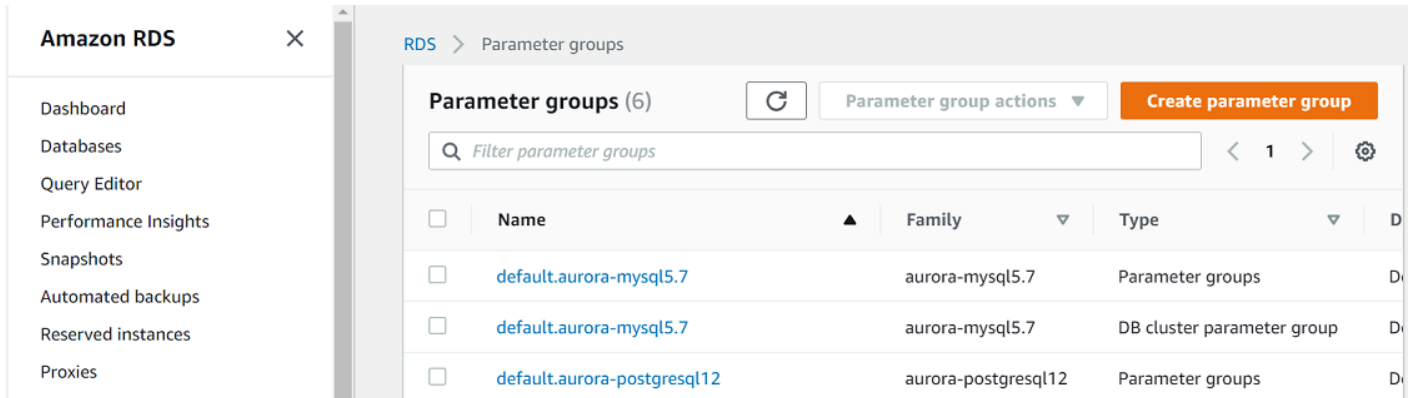 Amazon RDS
Dashboard
Databases
Query Editor
Performance Insights
Snapshots
Automated backups
Reserved instances
Proxies
RDS > Parameter groups
Parameter groups (6) Parameter group actions Create parameter group
Filter parameter groups 1
Name Family Type D
default.aurora-mysql5.7 aurora-mysql5.7 Parameter groups
default.aurora-mysql5.7 aurora-mysql5.7 DB cluster parameter group
default.aurora-postgresql12 aurora-postgresql12 Parameter groups